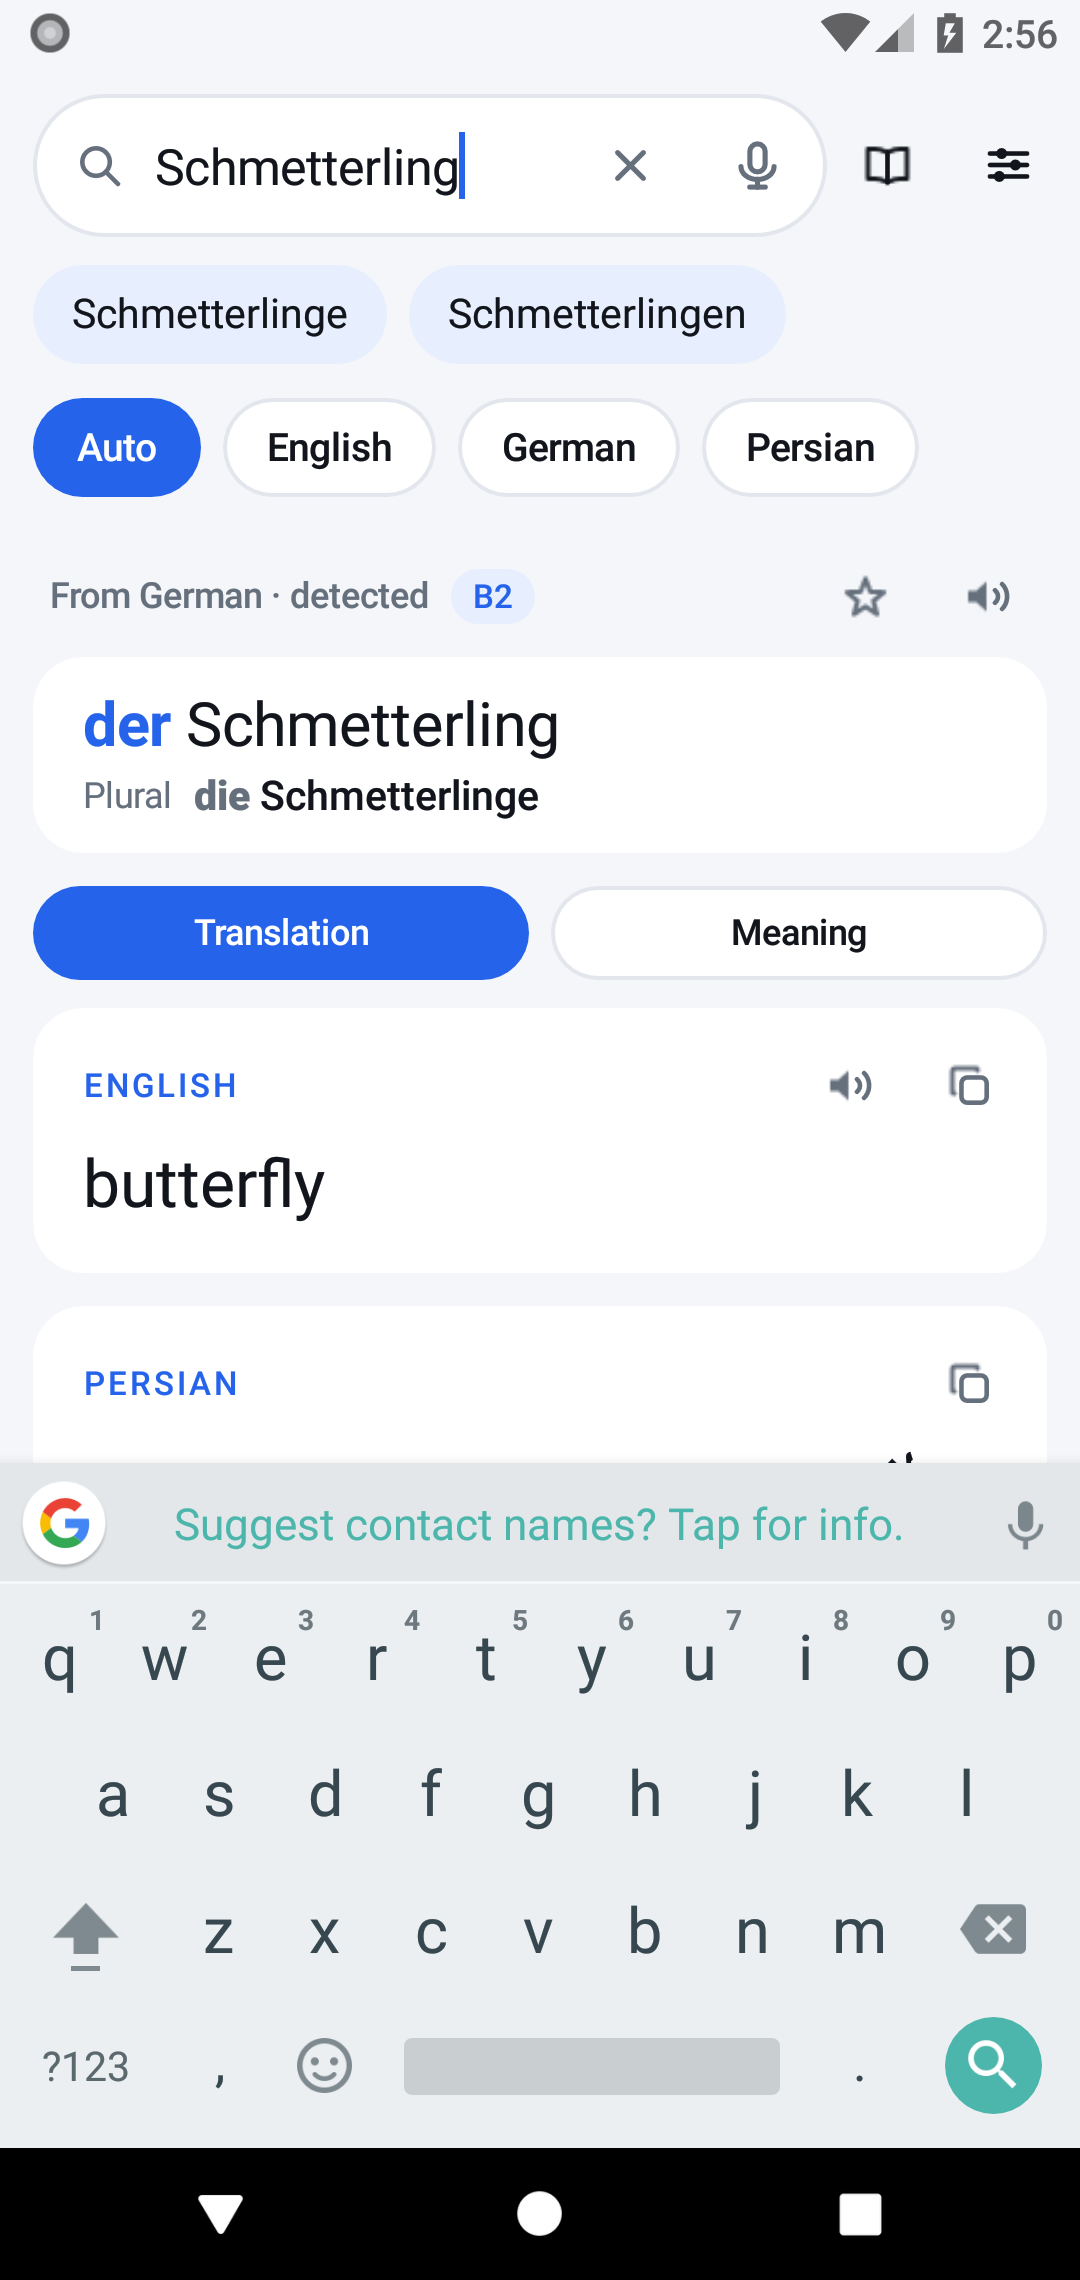 2:56
Schmetterling
Schmetterlinge Schmetterlingen
Auto English German Persian
From German · detected B2
der Schmetterling
Plural die Schmetterlinge
Translation Meaning
ENGLISH
butterfly
PERSIAN
Suggest contact names? Tap for info.
1 2 3 4 5 6 7 8 9 0
q w e r t y u i o p
a s d f g h j k l
z x c v b n m
?123 , .